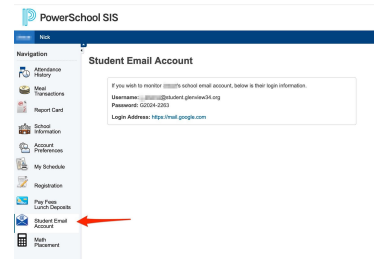 PowerSchool SIS
Nick
Navigation
Attendance
History
Meal
Transactions
Report Card
School
Information
Account
Preferences
My Schedule
Registration
Pay Fees
Lunch Deposits
Student Email
Account
Math
Placement
Student Email Account
If you wish to monitor 's school email account, below is their login information.
Username: @student.glenview34.org
Password: G2024-2263
Login Address: https://mail.google.com